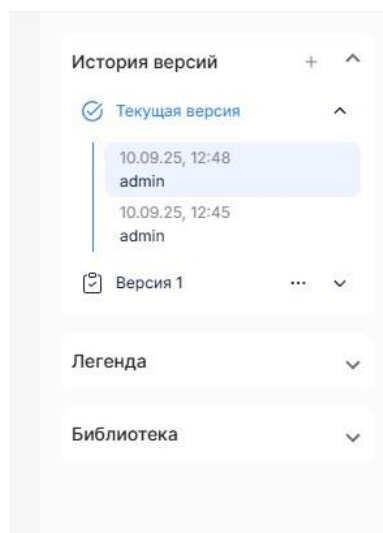 История версий
Текущая версия
10.09.25, 12:48
admin
10.09.25, 12:45
admin
Версия 1
Легенда
Библиотека